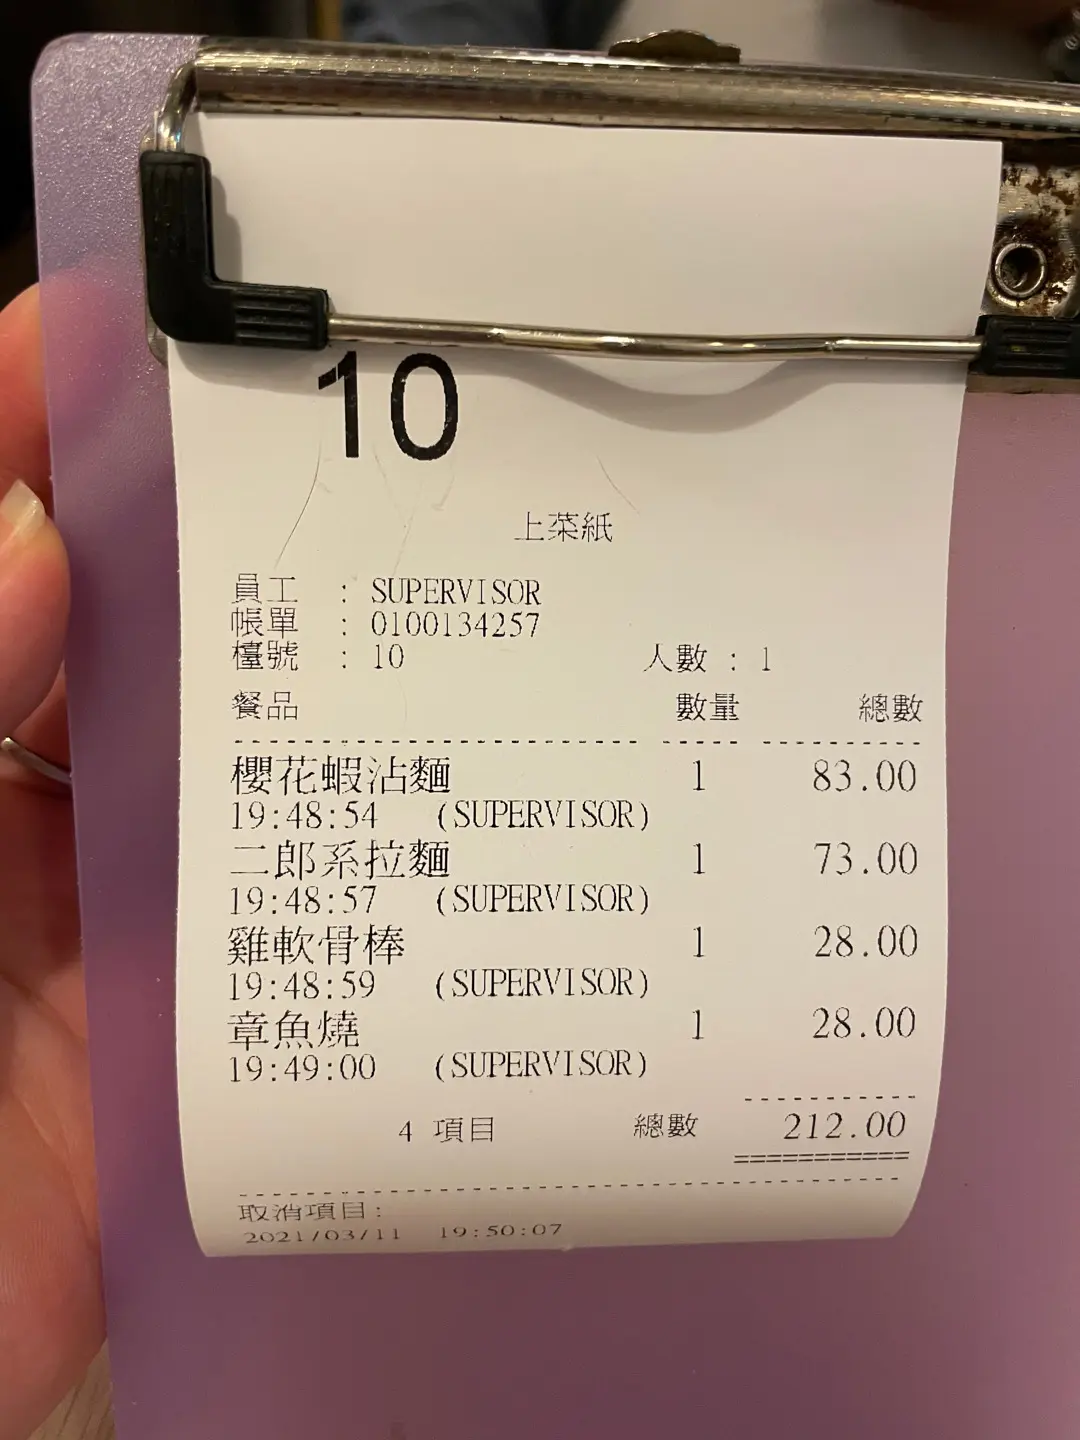 10
上菜紙
員工 : SUPERVISOR
帳單 : 0100134257
檯號 : 10 人數 : 1
餐品 數量 總數
櫻花蝦沾麵 1 83.00
19:48:54 (SUPERVISOR)
二郎系拉麵 1 73.00
19:48:57 (SUPERVISOR)
雞軟骨棒 1 28.00
19:48:59 (SUPERVISOR)
章魚燒 1 28.00
19:49:00 (SUPERVISOR)
4 項目 總數 212.00
取消項目:
2021/03/11 19:50:07